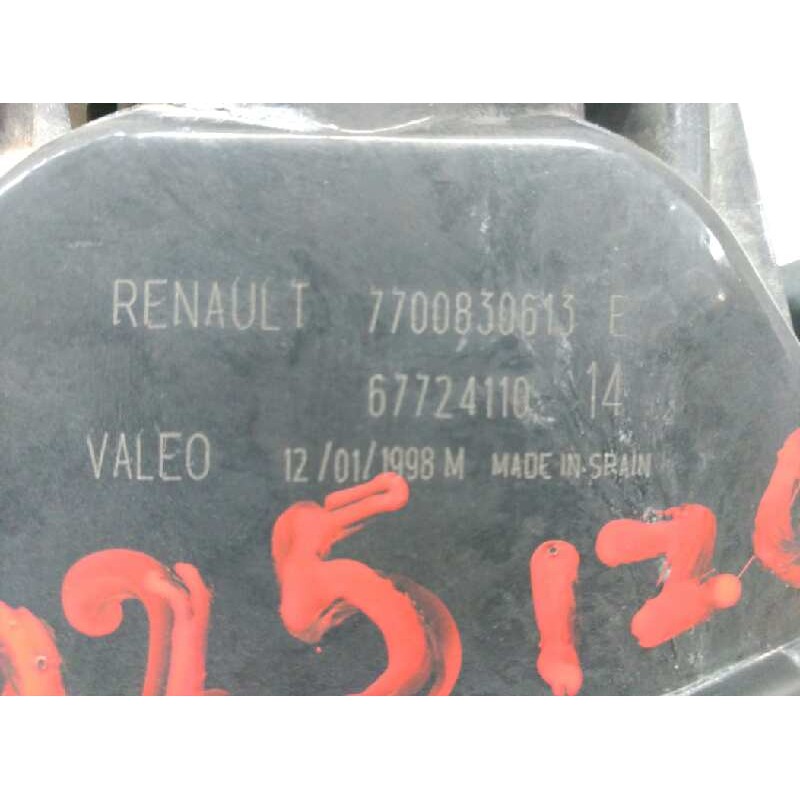 RENAULT 7700830613 E
67724110 14
VALEO 12/01/1998 M MADE IN SPAIN